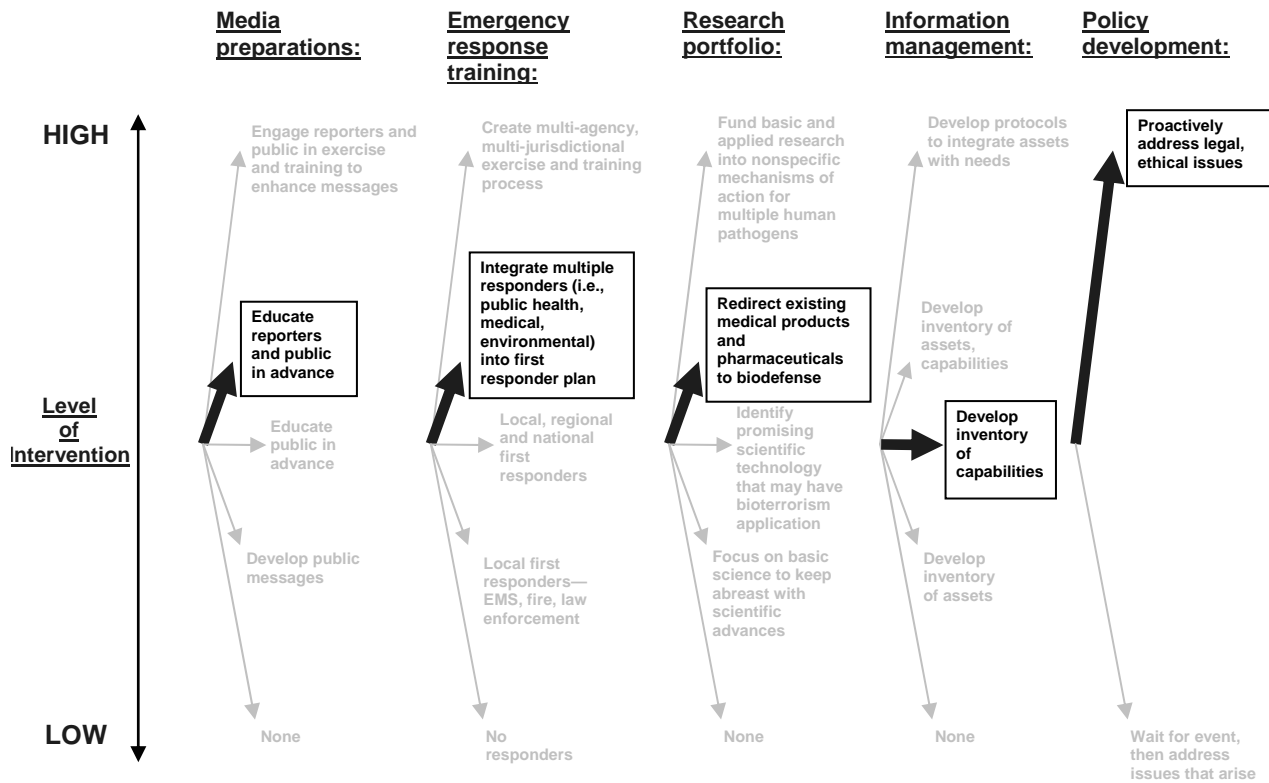 Media
preparations:
Emergency
response
training:
Research
portfolio:
Information
management:
Policy
development:
HIGH
Level
of
Intervention
LOW
Engage reporters and
public in exercise
and training to
enhance messages
Educate
reporters
and public
in advance
Educate
public in
advance
Develop public
messages
None
Create multi-agency,
multi-jurisdictional
exercise and training
process
Integrate multiple
responders (i.e.,
public health,
medical,
environmental)
into first
responder plan
Local, regional
and national
first
responders
Local first
responders—
EMS, fire, law
enforcement
No
responders
Fund basic and
applied research
into nonspecific
mechanisms of
action for
multiple human
pathogens
Redirect existing
medical products
and
pharmaceuticals
to biodefense
Identify
promising
scientific
technology
that may have
bioterrorism
application
Focus on basic
science to keep
abreast with
scientific
advances
None
Develop protocols
to integrate assets
with needs
Develop
inventory of
assets,
capabilities
Develop
inventory
of
capabilities
Develop
inventory
of assets
None
Proactively
address legal,
ethical issues
Wait for event,
then address
issues that arise